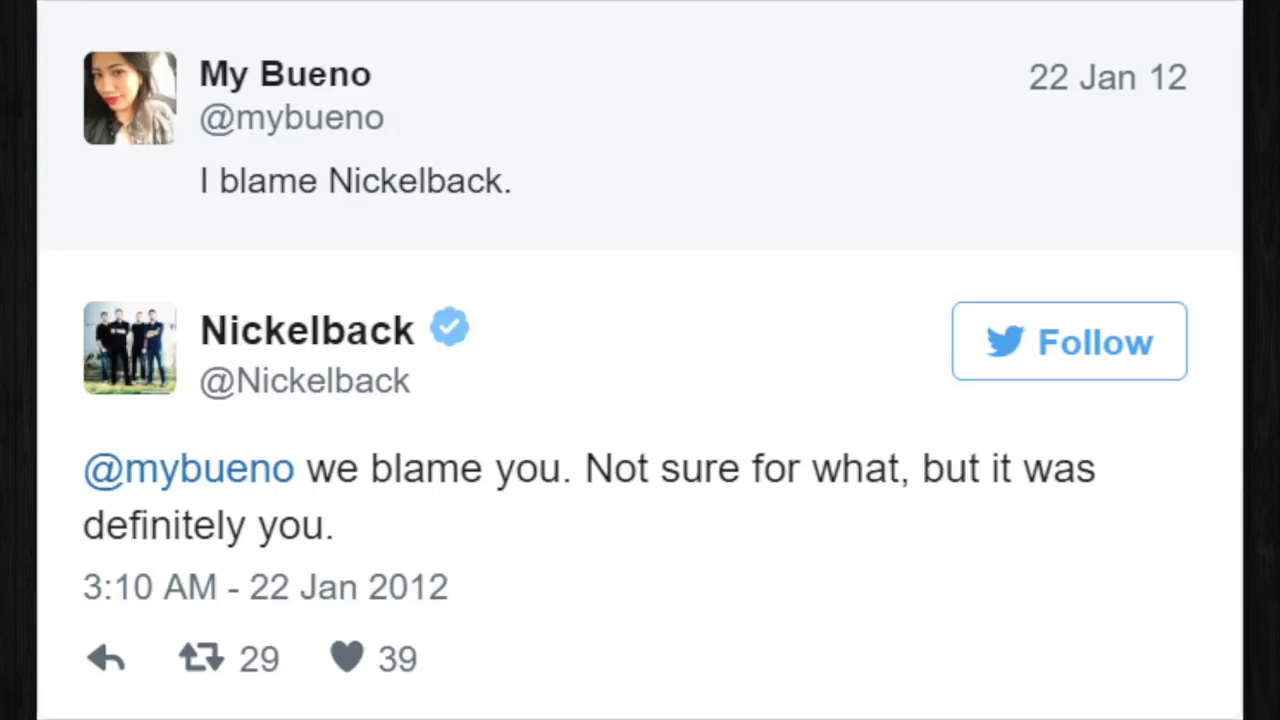 My Bueno
22 Jan 12
@mybueno
I blame Nickelback.
Nickelback
@Nickelback
Follow
@mybueno we blame you. Not sure for what, but it was
definitely you.
3:10 AM - 22 Jan 2012
29 39